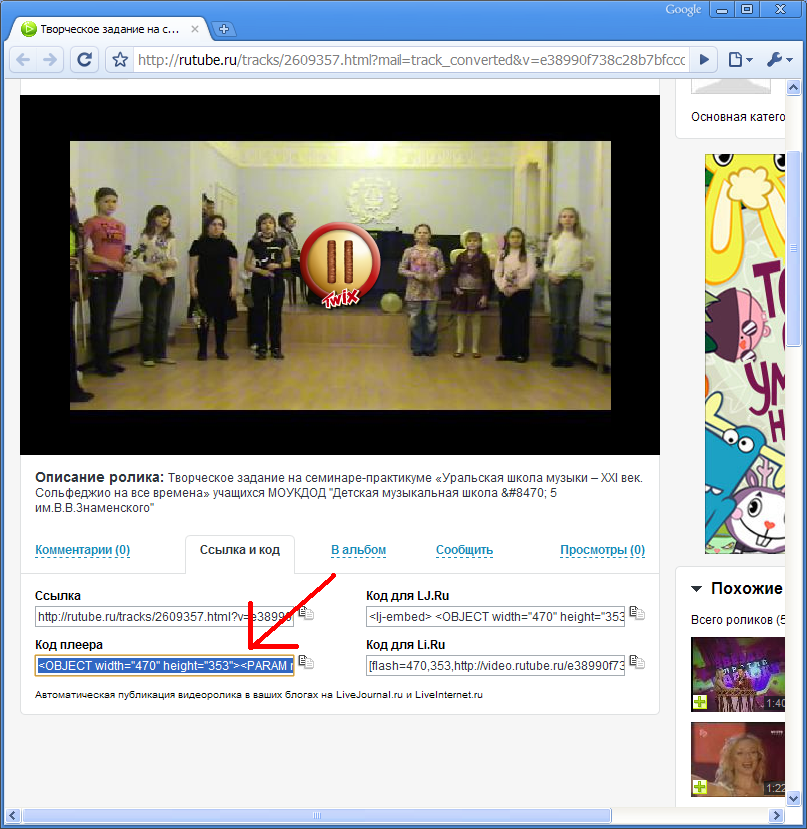 Google
Творческое задание на с...
http://rutube.ru/tracks/2609357.html?mail=track_converted&v=e38990f738c28b7bfccc
Основная катего
Twix
Описание ролика: Творческое задание на семинаре-практикуме «Уральская школа музыки – XXI век.
Сольфеджио на все времена» учащихся МОУКДОД "Детская музыкальная школа &#8470; 5
им.В.В.Знаменского"
Комментарии (0)
Ссылка и код
В альбом
Сообщить
Просмотры (0)
Ссылка
Код для LJ.Ru
http://rutube.ru/tracks/2609357.html?v=e38990
<lj-embed> <OBJECT width="470" height="353
Код плеера
Код для Li.Ru
<OBJECT width="470" height="353"><PARAM
[flash=470,353,http://video.rutube.ru/e38990f73
Автоматическая публикация видеоролика в ваших блогах на LiveJournal.ru и LiveInternet.ru
Похожие
Всего роликов (5
1:40
1:22